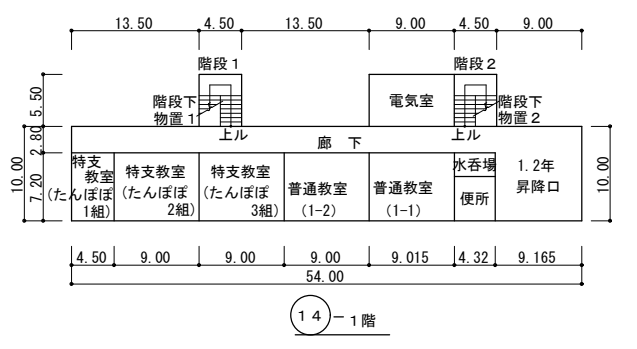 13.50 4.50 13.50 9.00 4.50 9.00
階段1 階段2
5.50
階段下
物置1
電気室
階段下
物置2
上ル 上ル
2.80
廊 下
10.00
7.20
10.00
特支
教室
(たんぽぽ
1組)
特支教室
(たんぽぽ
2組)
特支教室
(たんぽぽ
3組)
普通教室
(1-2)
普通教室
(1-1)
水呑場
便所
1.2年
昇降口
4.50 9.00 9.00 9.00 9.015 4.32 9.165
54.00
14-1階